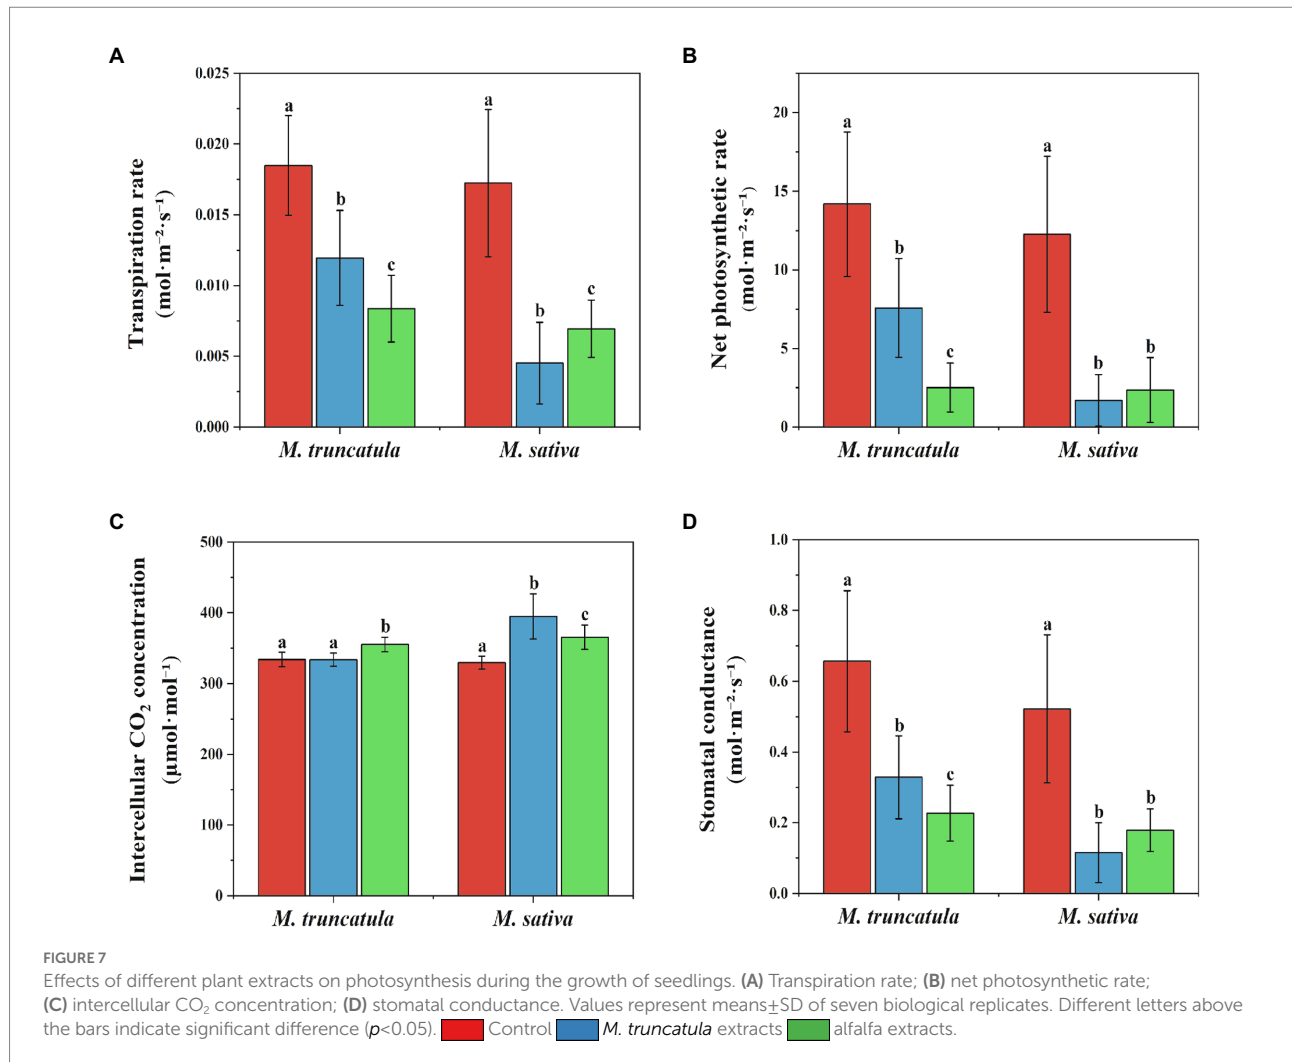 A
Transpiration rate
(mol·m⁻²·s⁻¹)
0.025
0.020
0.015
0.010
0.005
0.000
a
b
c
a
b
c
M. truncatula
M. sativa
B
Net photosynthetic rate
(mol·m⁻²·s⁻¹)
20
15
10
5
0
a
b
c
a
b
b
M. truncatula
M. sativa
C
Intercellular CO₂ concentration
(μmol·mol⁻¹)
500
400
300
200
100
0
a
a
b
a
b
c
M. truncatula
M. sativa
D
Stomatal conductance
(mol·m⁻²·s⁻¹)
1.0
0.8
0.6
0.4
0.2
0.0
a
b
c
a
b
b
M. truncatula
M. sativa
FIGURE 7
Effects of different plant extracts on photosynthesis during the growth of seedlings. (A) Transpiration rate; (B) net photosynthetic rate;
(C) intercellular CO₂ concentration; (D) stomatal conductance. Values represent means±SD of seven biological replicates. Different letters above
the bars indicate significant difference (p<0.05). Control M. truncatula extracts alfalfa extracts.